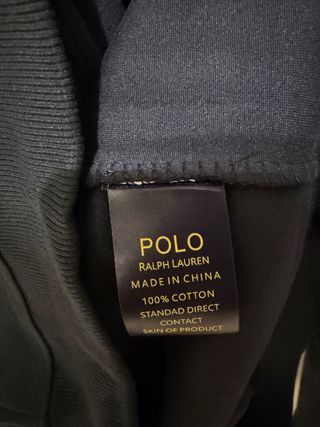 POLO
RALPH LAUREN
MADE IN CHINA
100% COTTON
STANDAD DIRECT
CONTACT
SKIN OF PRODUCT